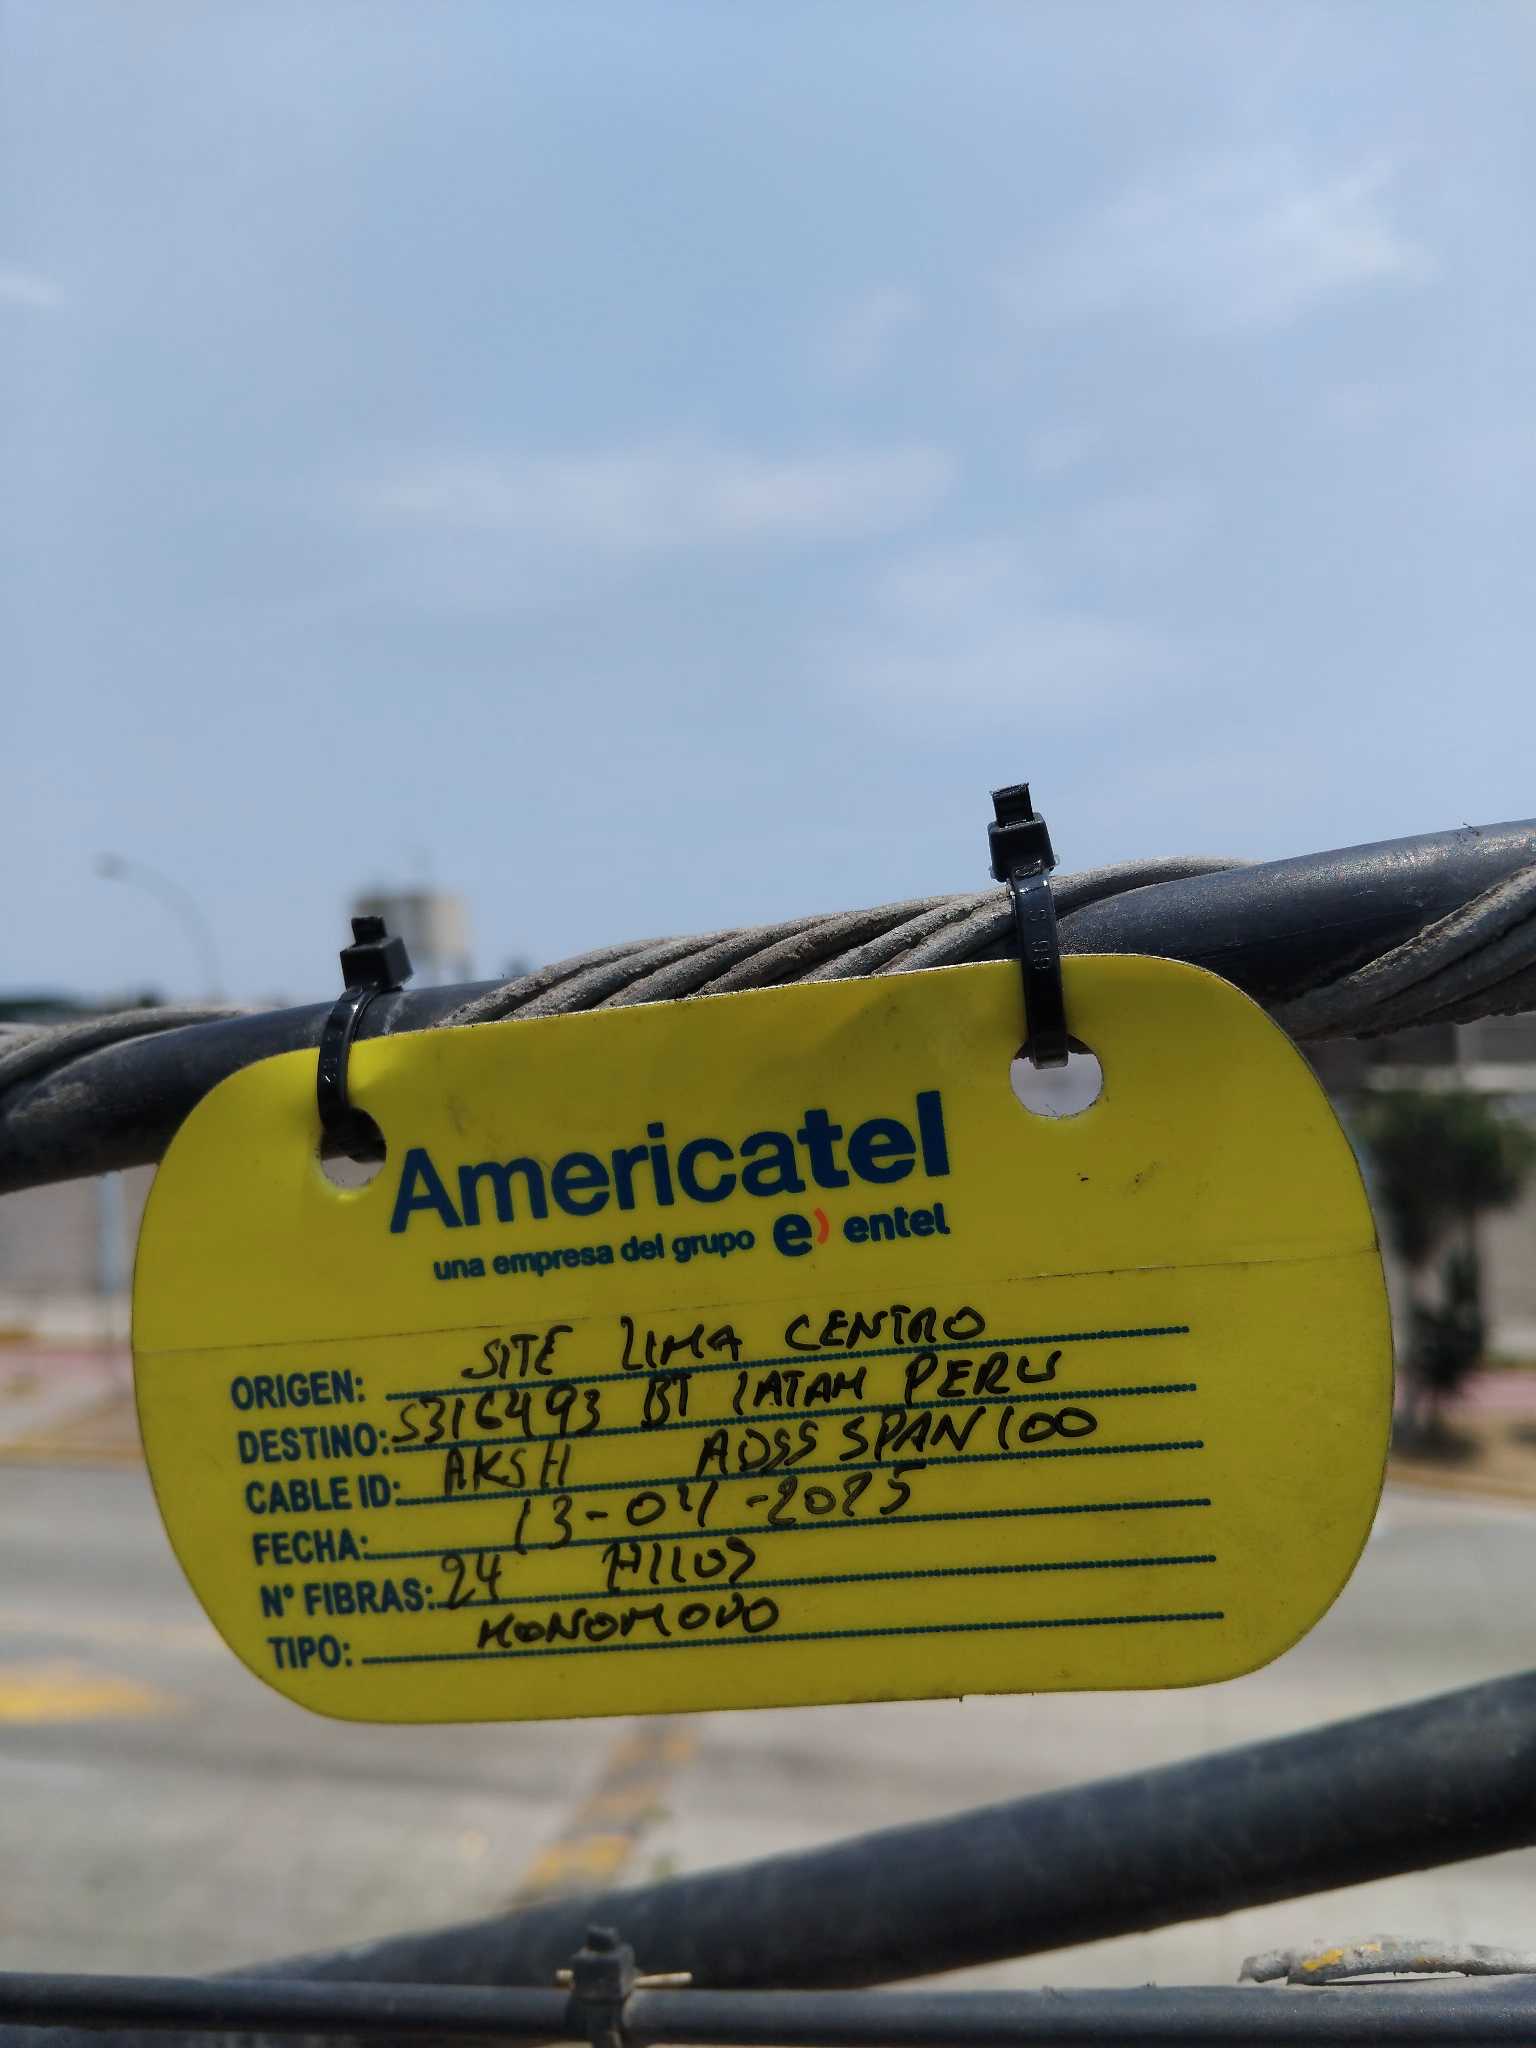 Americatel
una empresa del grupo e) entel
ORIGEN: SITE LIMA CENTRO
DESTINO: S316493 BT LATAM PERU
CABLE ID: AKSH ADSS SPAN 100
FECHA: 13-04-2025
N° FIBRAS: 24 HILOS
TIPO: MONOMODO